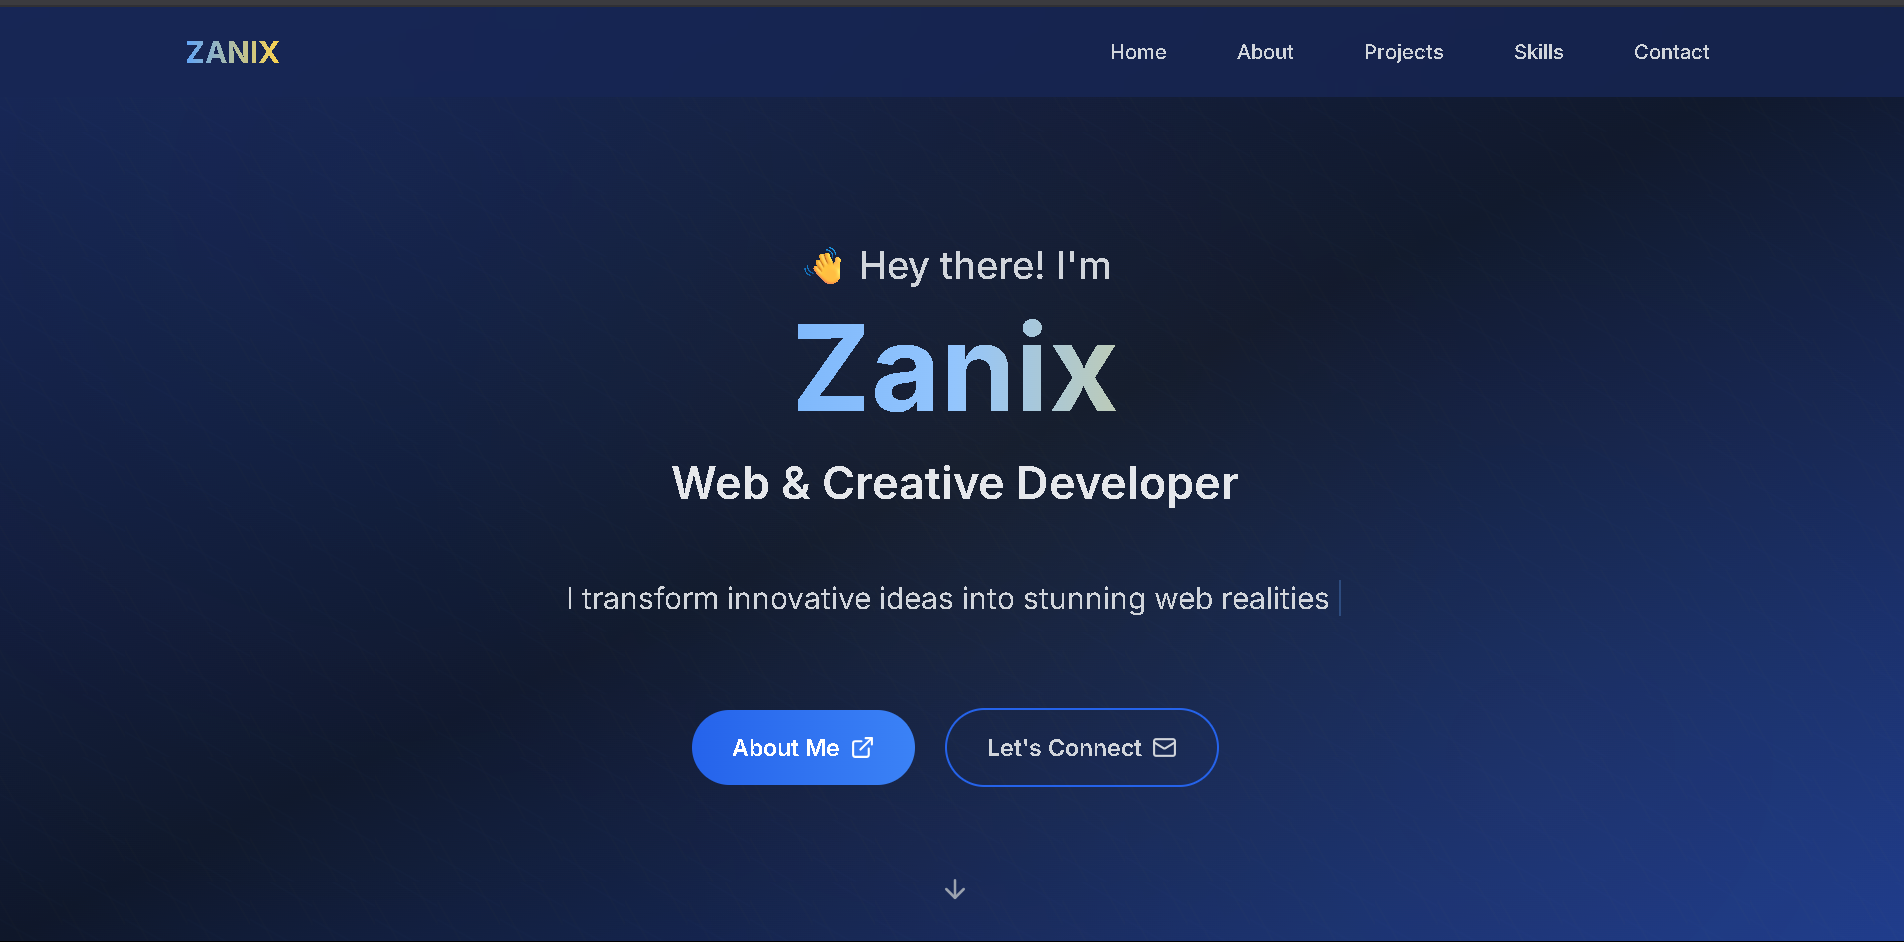 ZANIX
Home About Projects Skills Contact
👋 Hey there! I'm
Zanix
Web & Creative Developer
I transform innovative ideas into stunning web realities
About Me
Let's Connect